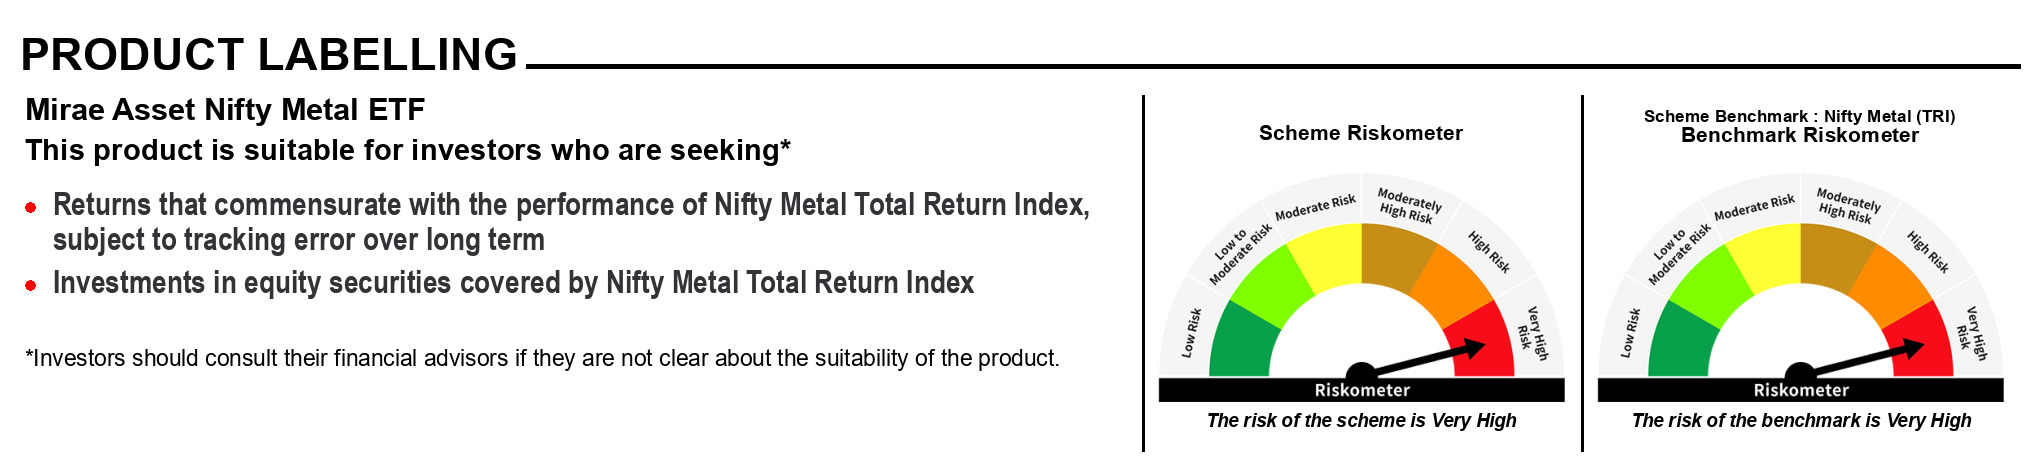 PRODUCT LABELLING
Mirae Asset Nifty Metal ETF
This product is suitable for investors who are seeking*
Returns that commensurate with the performance of Nifty Metal Total Return Index,
subject to tracking error over long term
Investments in equity securities covered by Nifty Metal Total Return Index
*Investors should consult their financial advisors if they are not clear about the suitability of the product.
Scheme Riskometer
Low Risk
Low to
Moderate Risk
Moderate Risk
Moderately
High Risk
High Risk
Very High
Risk
Riskometer
The risk of the scheme is Very High
Scheme Benchmark : Nifty Metal (TRI)
Benchmark Riskometer
Low Risk
Low to
Moderate Risk
Moderate Risk
Moderately
High Risk
High Risk
Very High
Risk
Riskometer
The risk of the benchmark is Very High